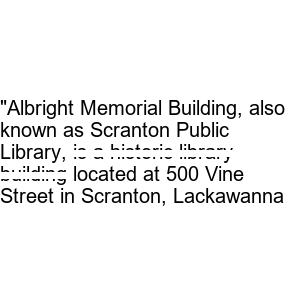 "Albright Memorial Building, also
known as Scranton Public
Library, is a historic library
building located at 500 Vine
Street in Scranton, Lackawanna